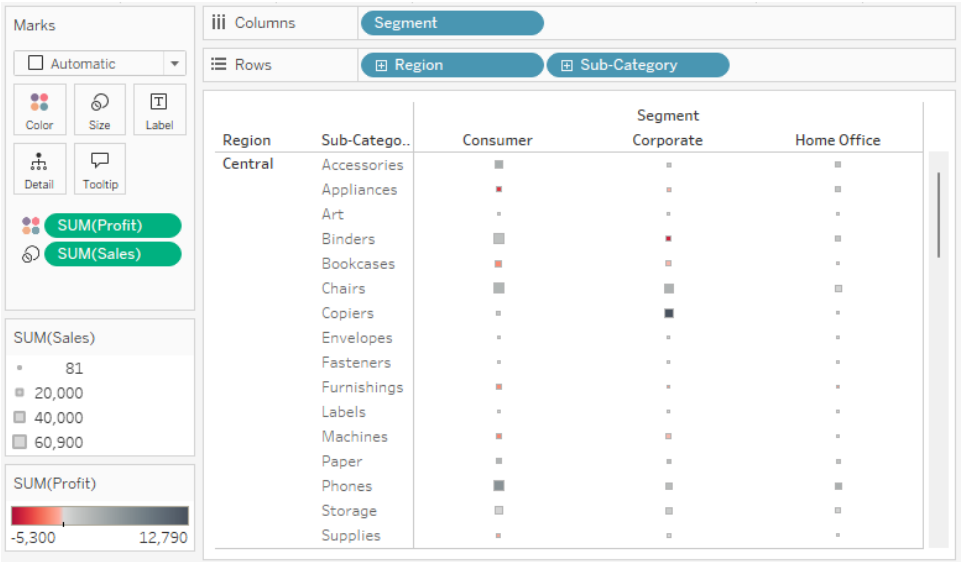 Marks
Automatic
Color Size Label
Detail Tooltip
SUM(Profit)
SUM(Sales)
SUM(Sales)
81
20,000
40,000
60,900
SUM(Profit)
-5,300 12,790
Columns Segment
Rows Region Sub-Category
Segment
Region Sub-Catego.. Consumer Corporate Home Office
Central Accessories
Appliances
Art
Binders
Bookcases
Chairs
Copiers
Envelopes
Fasteners
Furnishings
Labels
Machines
Paper
Phones
Storage
Supplies